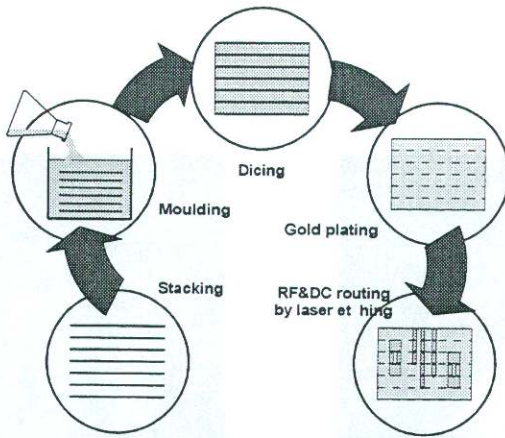 Dicing
Moulding
Gold plating
Stacking
RF&DC routing
by laser et hing